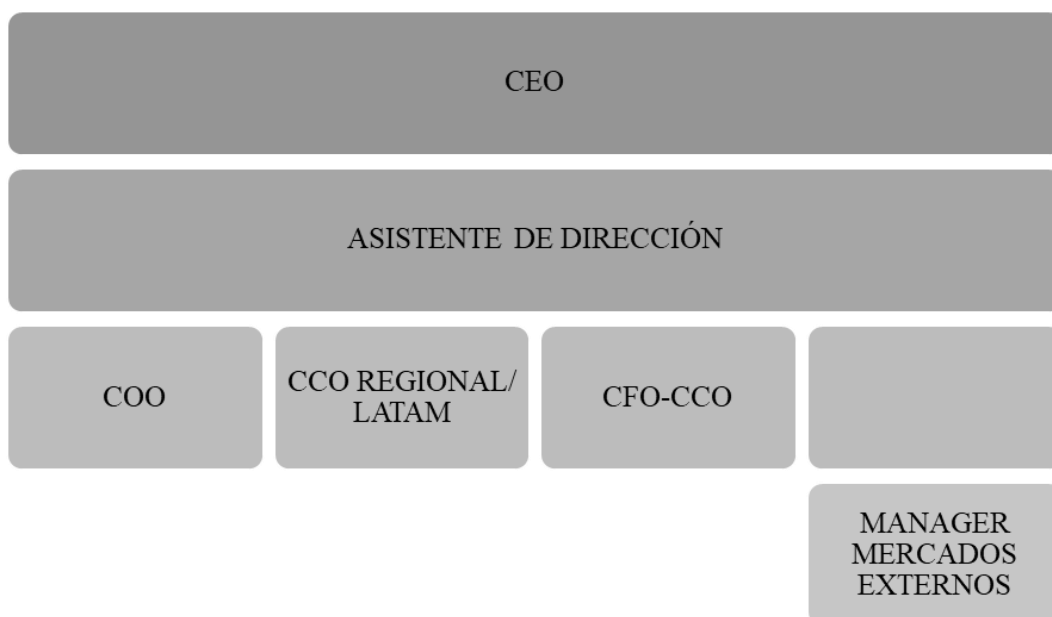 CEO
ASISTENTE DE DIRECCIÓN
COO
CCO REGIONAL/
LATAM
CFO-CCO
MANAGER
MERCADOS
EXTERNOS